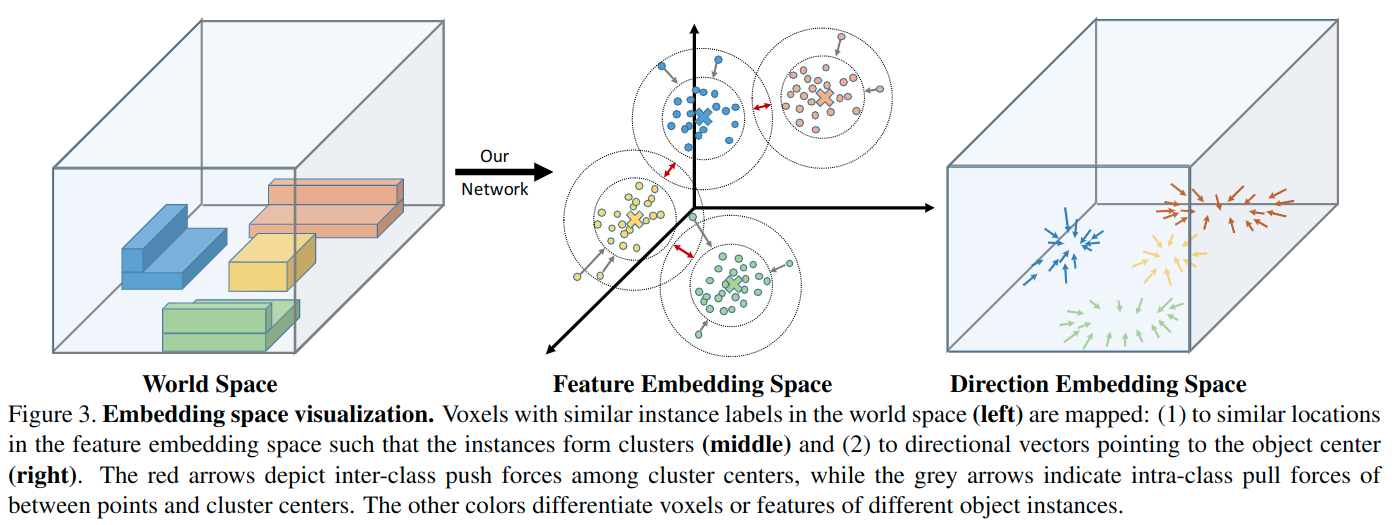 Our
Network
World Space
Feature Embedding Space
Direction Embedding Space
Figure 3. Embedding space visualization. Voxels with similar instance labels in the world space (left) are mapped: (1) to similar locations
in the feature embedding space such that the instances form clusters (middle) and (2) to directional vectors pointing to the object center
(right). The red arrows depict inter-class push forces among cluster centers, while the grey arrows indicate intra-class pull forces of
between points and cluster centers. The other colors differentiate voxels or features of different object instances.